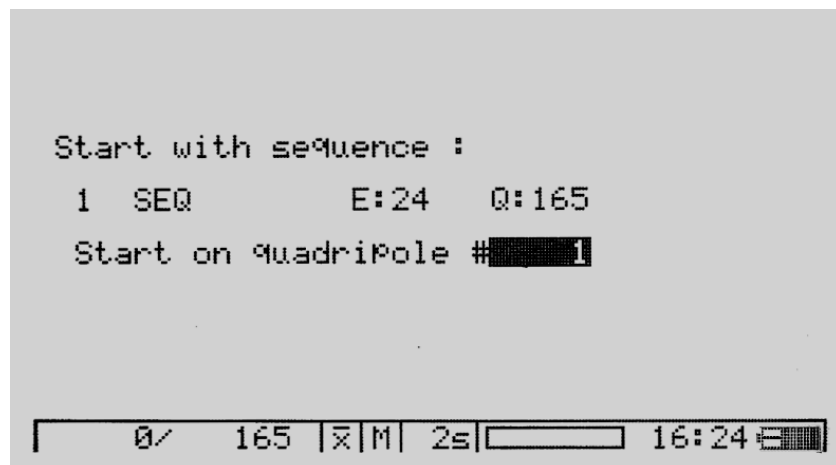 Start with sequence :
1 SEQ E:24 Q:165
Start on quadripole # 1
0/ 165 x̅ M 2s 16:24